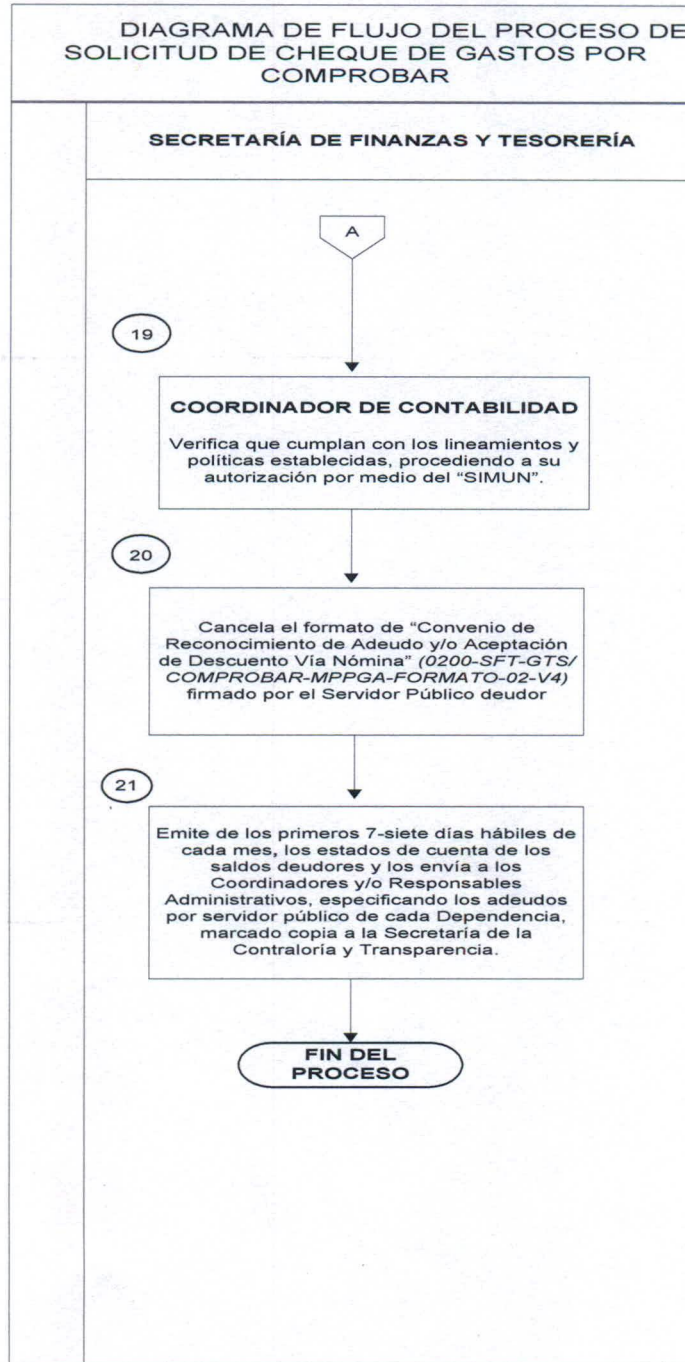 DIAGRAMA DE FLUJO DEL PROCESO DE
SOLICITUD DE CHEQUE DE GASTOS POR
COMPROBAR
SECRETARÍA DE FINANZAS Y TESORERÍA
A
19
COORDINADOR DE CONTABILIDAD
Verifica que cumplan con los lineamientos y
políticas establecidas, procediendo a su
autorización por medio del “SIMUN”.
20
Cancela el formato de “Convenio de
Reconocimiento de Adeudo y/o Aceptación
de Descuento Vía Nómina” (0200-SFT-GTS/
COMPROBAR-MPPGA-FORMATO-02-V4)
firmado por el Servidor Público deudor
21
Emite de los primeros 7-siete días hábiles de
cada mes, los estados de cuenta de los
saldos deudores y los envía a los
Coordinadores y/o Responsables
Administrativos, especificando los adeudos
por servidor público de cada Dependencia,
marcado copia a la Secretaría de la
Contraloría y Transparencia.
FIN DEL
PROCESO